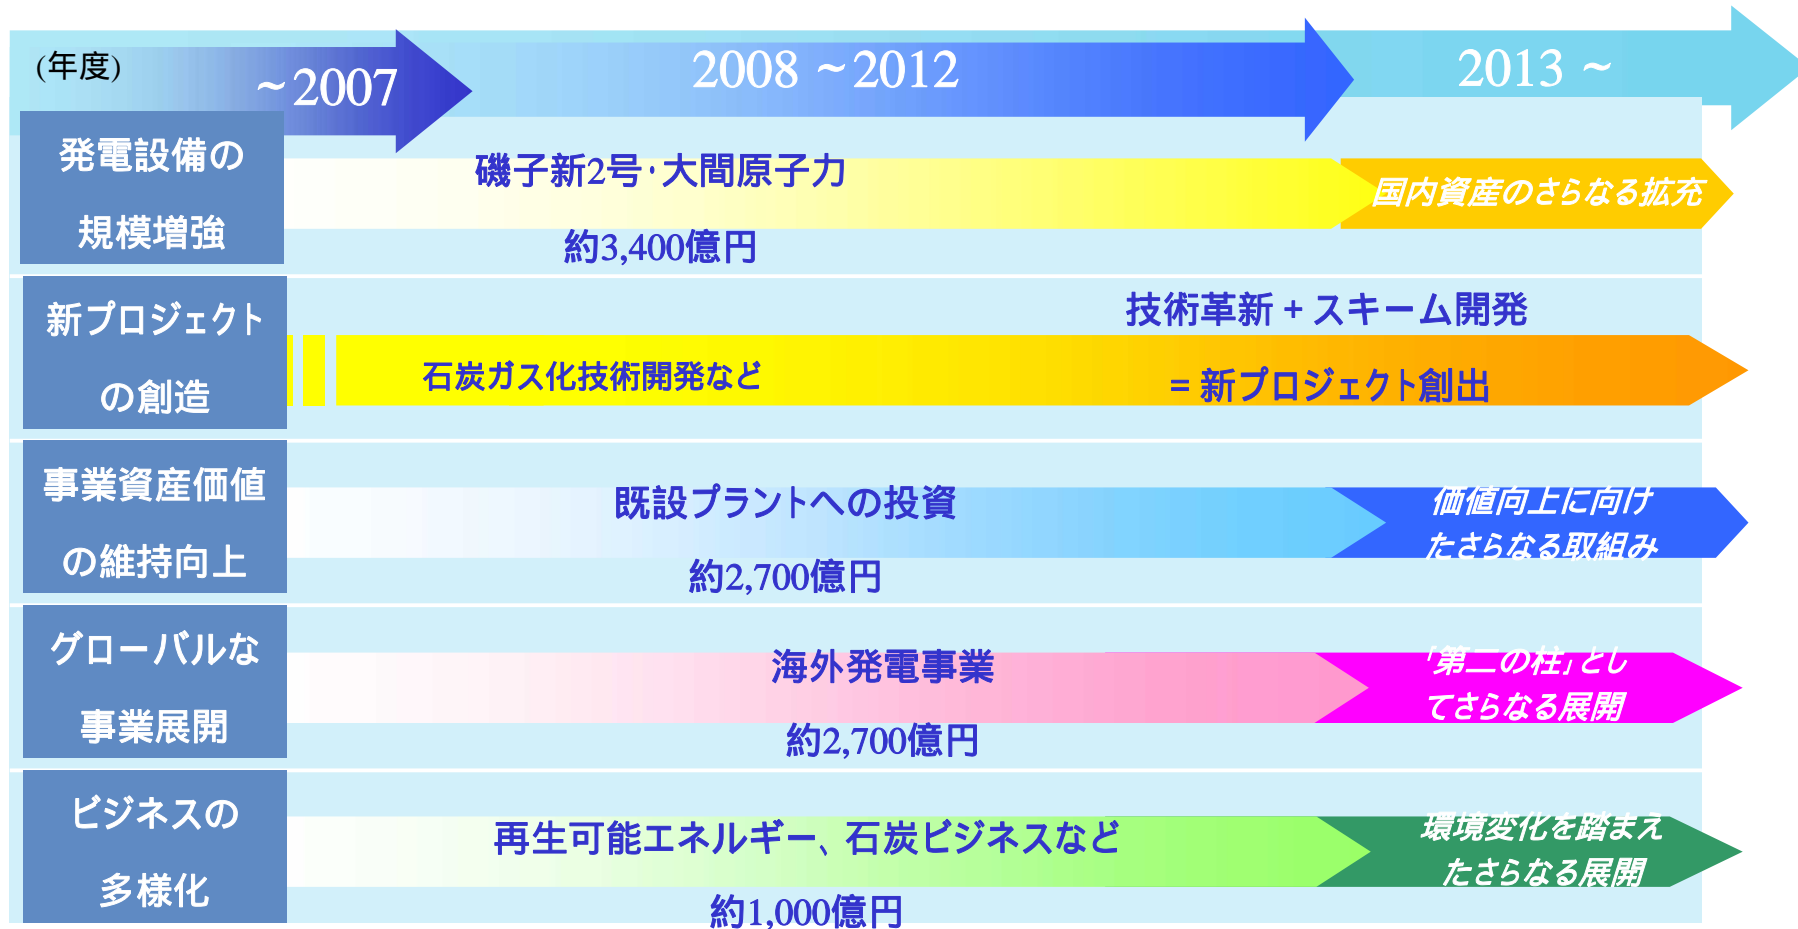 (年度)
~2007
2008 ~2012
2013 ~
発電設備の
規模増強
磯子新2号·大間原子力
約3,400億円
国内資産のさらなる拡充
新プロジェクト
の創造
石炭ガス化技術開発など
技術革新 + スキーム開発
= 新プロジェクト創出
事業資産価値
の維持向上
既設プラントへの投資
約2,700億円
価値向上に向け
たさらなる取組み
グローバルな
事業展開
海外発電事業
約2,700億円
「第二の柱」とし
てさらなる展開
ビジネスの
多様化
再生可能エネルギー、石炭ビジネスなど
約1,000億円
環境変化を踏まえ
たさらなる展開